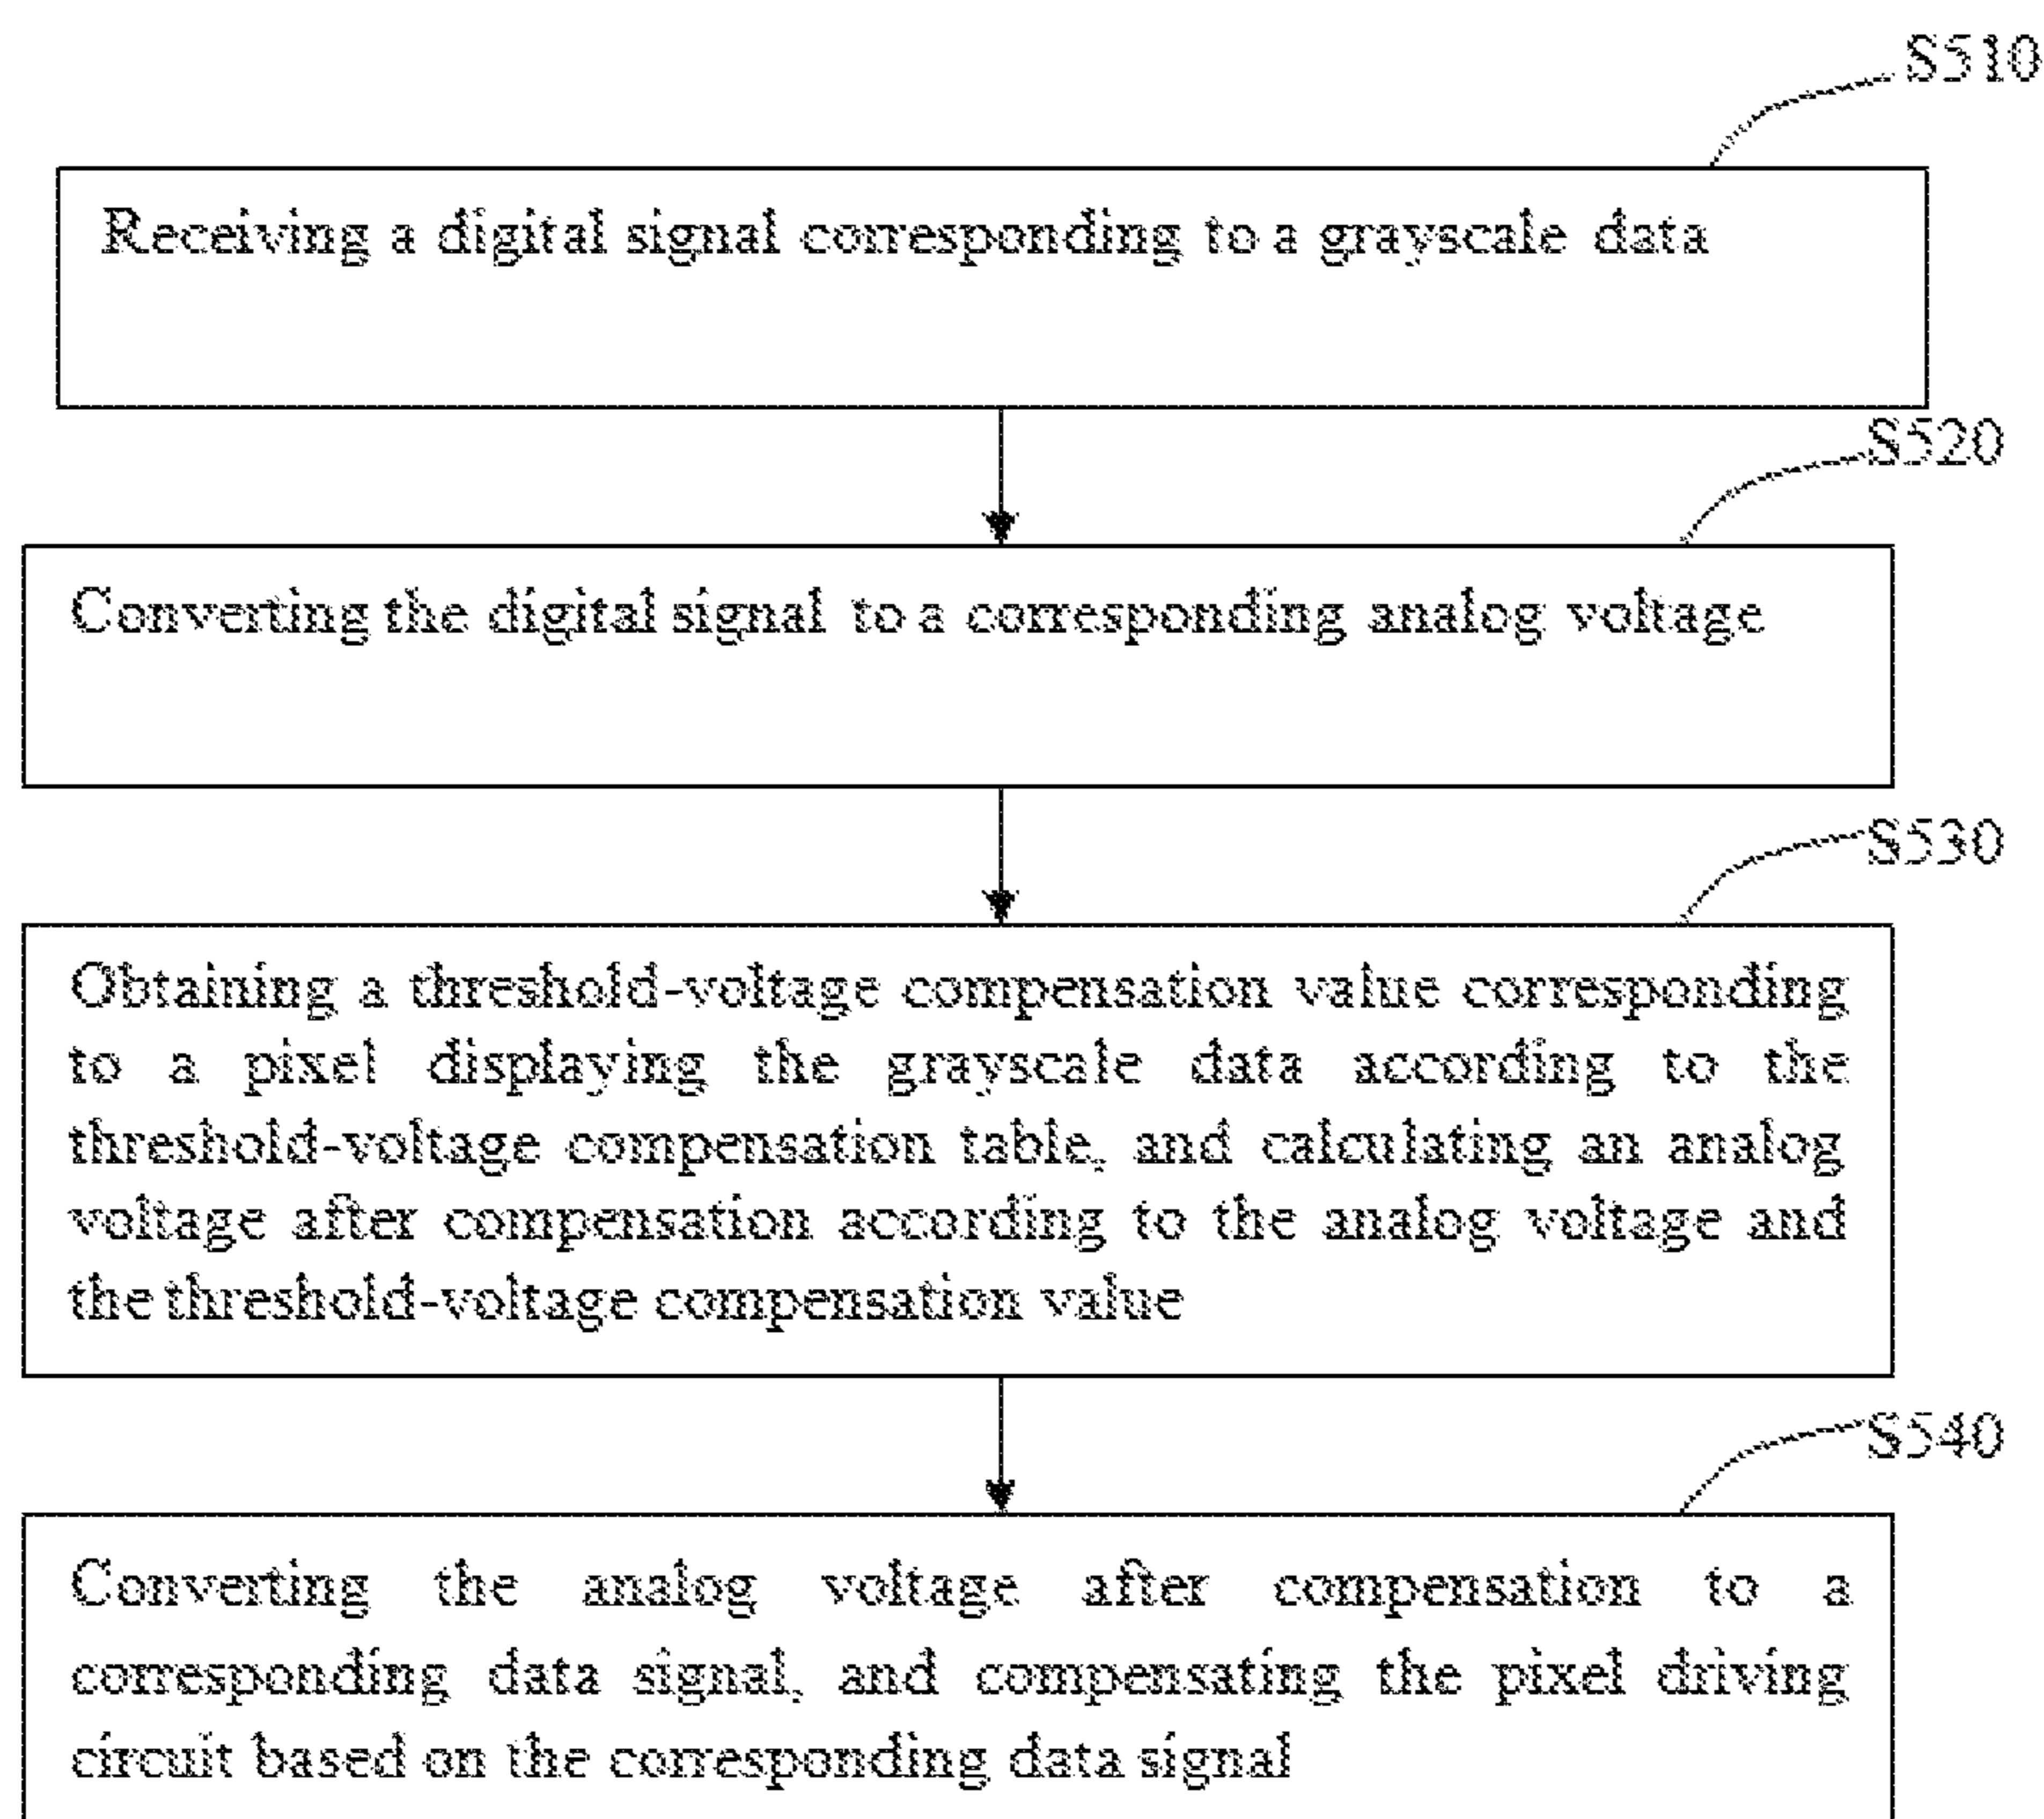 S510
Receiving a digital signal corresponding to a grayscale data
S520
Converting the digital signal to a corresponding analog voltage
S530
Obtaining a threshold-voltage compensation value corresponding
to a pixel displaying the grayscale data according to the
threshold-voltage compensation table, and calculating an analog
voltage after compensation according to the analog voltage and
the threshold-voltage compensation value
S540
Converting the analog voltage after compensation to a
corresponding data signal, and compensating the pixel driving
circuit based on the corresponding data signal